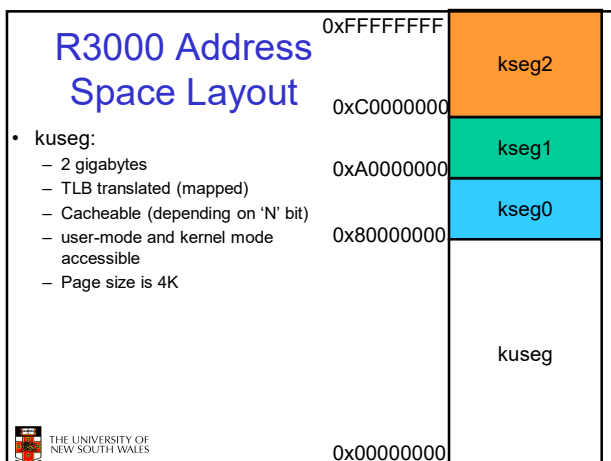 R3000 Address
Space Layout
• kuseg:
– 2 gigabytes
– TLB translated (mapped)
– Cacheable (depending on ‘N’ bit)
– user-mode and kernel mode
accessible
– Page size is 4K
0xFFFFFFFF
kseg2
0xC0000000
kseg1
0xA0000000
kseg0
0x80000000
kuseg
0x00000000
THE UNIVERSITY OF
NEW SOUTH WALES